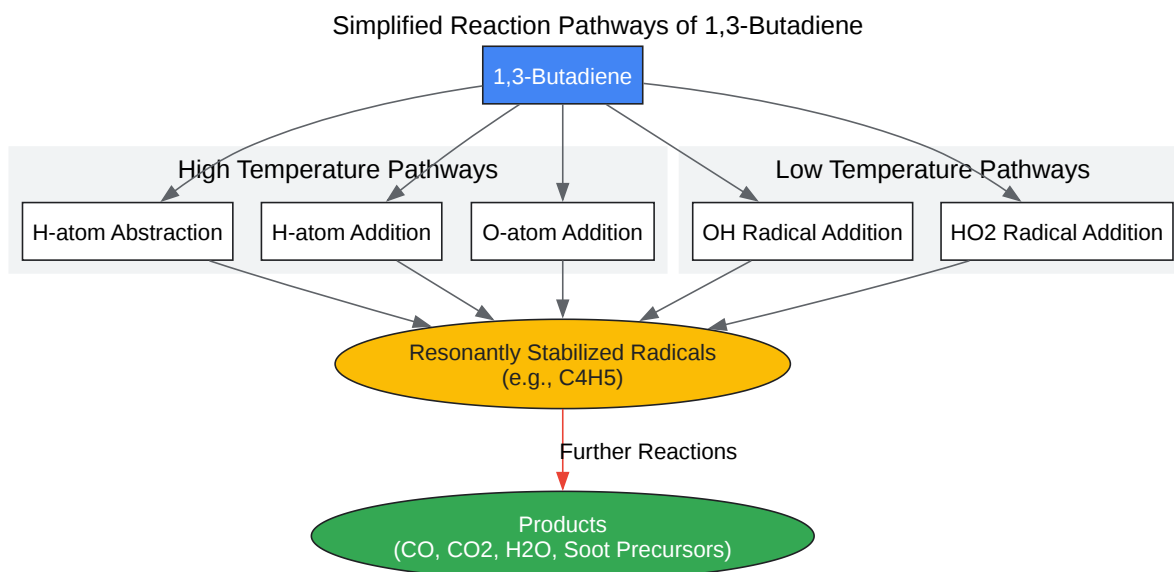 Simplified Reaction Pathways of 1,3-Butadiene
1,3-Butadiene
High Temperature Pathways
Low Temperature Pathways
H-atom Abstraction
H-atom Addition
O-atom Addition
OH Radical Addition
HO2 Radical Addition
Resonantly Stabilized Radicals
(e.g., C4H5)
Further Reactions
Products
(CO, CO2, H2O, Soot Precursors)